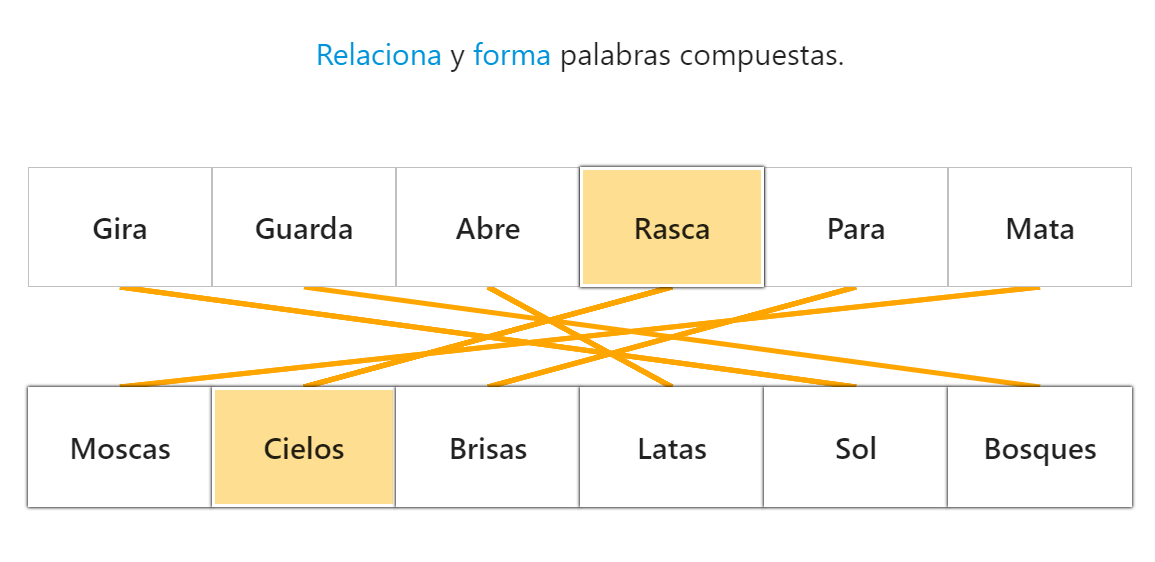 Relaciona y forma palabras compuestas.
Gira Guarda Abre Rasca Para Mata
Moscas Cielos Brisas Latas Sol Bosques